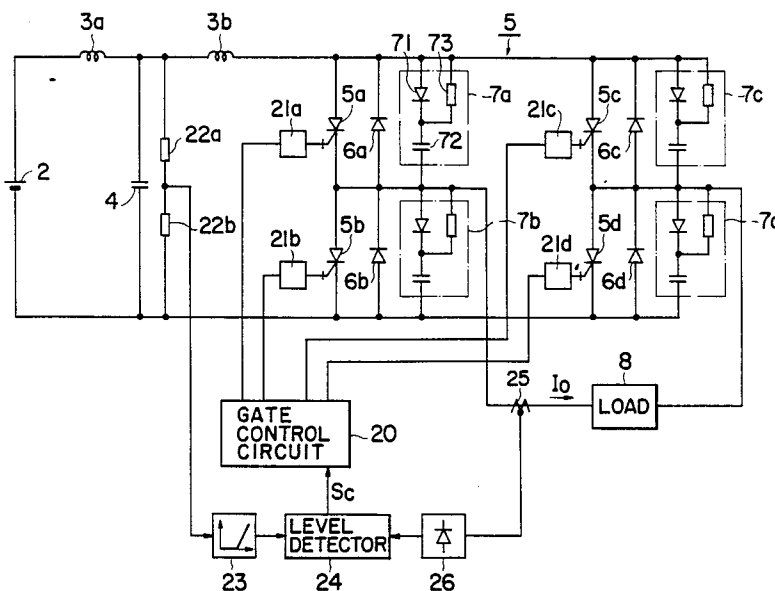 3a
3b
5
71
73
7a
5a
21a
6a
72
21c
5c
6c
7c
22a
2
4
22b
21b
5b
6b
7b
21d
5d
6d
7d
25
Io
8
LOAD
GATE
CONTROL
CIRCUIT
20
Sc
LEVEL
DETECTOR
23
24
26